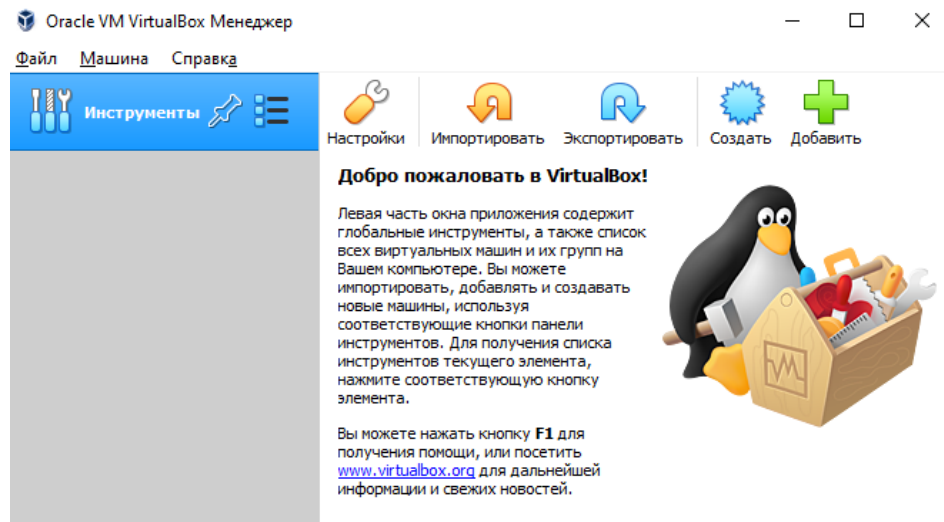 Oracle VM VirtualBox Менеджер
Файл Машина Справка
Инструменты
Настройки Импортировать Экспортировать Создать Добавить
Добро пожаловать в VirtualBox!
Левая часть окна приложения содержит
глобальные инструменты, а также список
всех виртуальных машин и их групп на
Вашем компьютере. Вы можете
импортировать, добавлять и создавать
новые машины, используя
соответствующие кнопки панели
инструментов. Для получения списка
инструментов текущего элемента,
нажмите соответствующую кнопку
элемента.
Вы можете нажать кнопку F1 для
получения помощи, или посетить
www.virtualbox.org для дальнейшей
информации и свежих новостей.